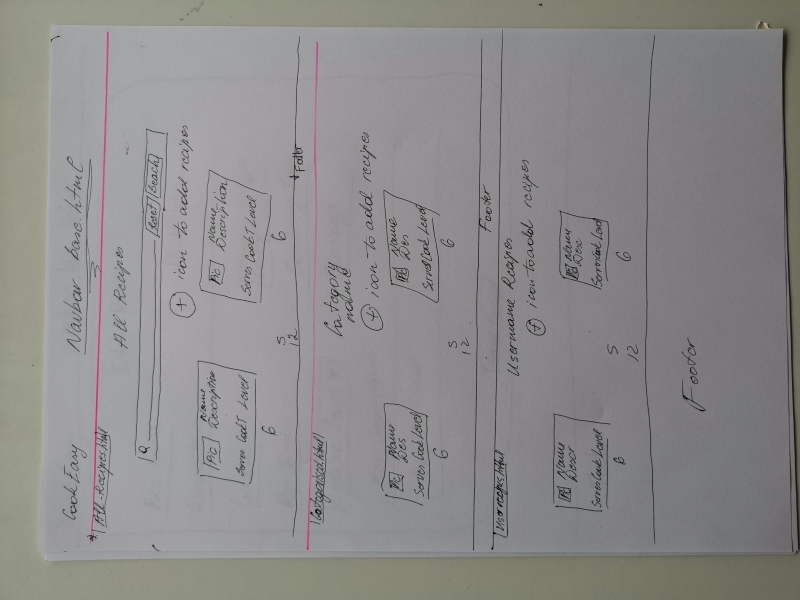 Cook Easy Navbar base.html
All-Recipes.html
All Recipes
Q Reset Seach
+ icon to add recipes
Pic Name
Description
Serves CookT Level
6
Pic Name
Description
Serves CookT Level
6
S
12
Footer
Categorised.html
Category
name
+ icon to add recipes
Pic Name
Des
Serves Cook Level
6
Pic Name
Des
Serves Cook Level
6
S
12
Footer
Userrecipes.html
Username Recipes
+ icon to add recipes
Pic Name
Descr
Serves Cook Level
6
Pic Name
Desc
Serves Cook Level
6
S
12
Footer